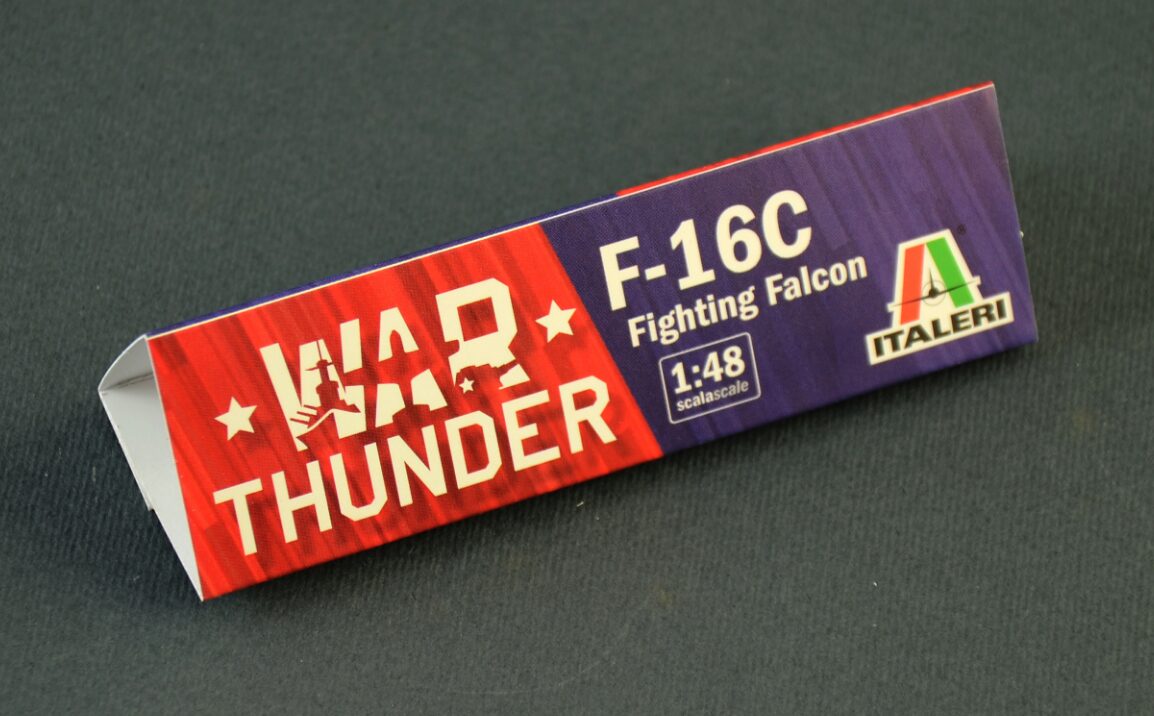 WAR
THUNDER
F-16C
Fighting Falcon
1:48
scalascale
ITALERI